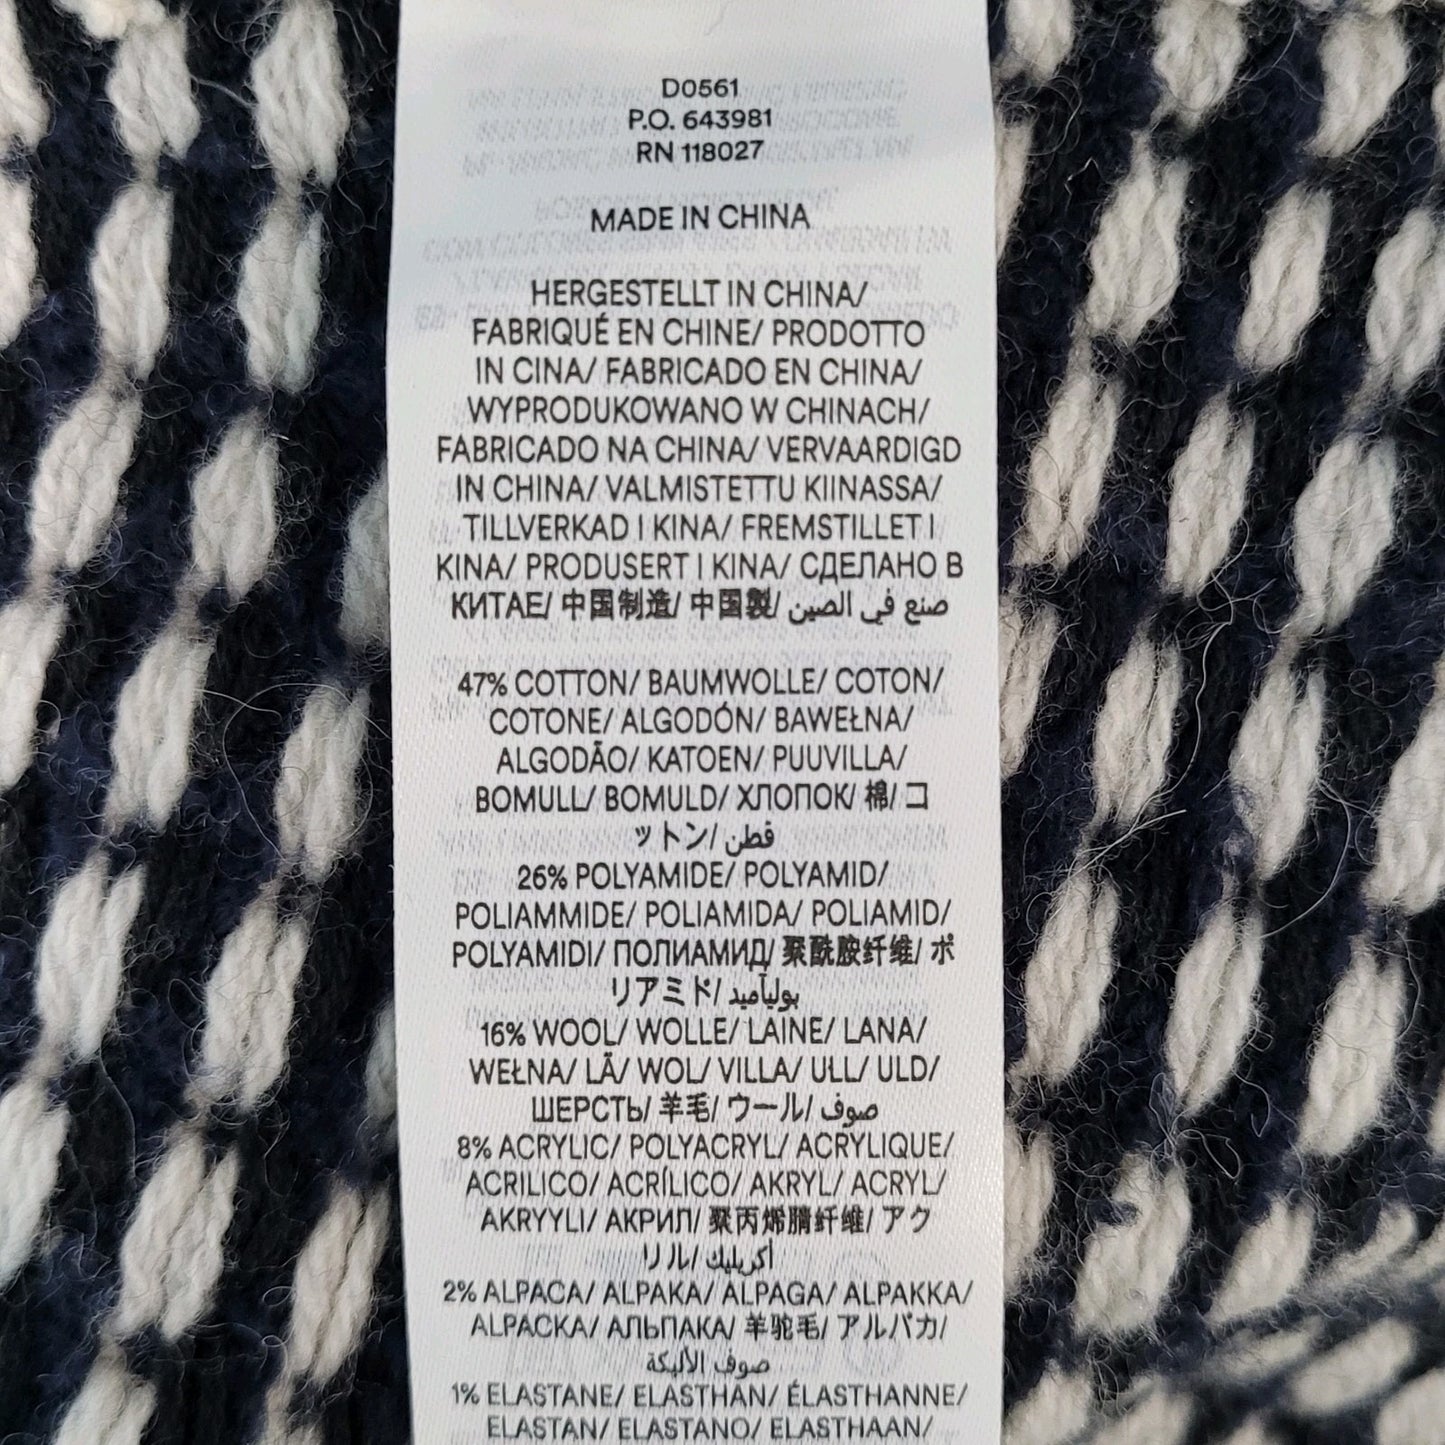 D0561
P.O. 643981
RN 118027
MADE IN CHINA
HERGESTELLT IN CHINA/
FABRIQUÉ EN CHINE/ PRODOTTO
IN CINA/ FABRICADO EN CHINA/
WYPRODUKOWANO W CHINACH/
FABRICADO NA CHINA/ VERVAARDIGD
IN CHINA/ VALMISTETTU KIINASSA/
TILLVERKAD I KINA/ FREMSTILLET I
KINA/ PRODUSERT I KINA/ СДЕЛАНО В
КИТАЕ/ 中国制造/ 中国製/ صنع في الصين
47% COTTON/ BAUMWOLLE/ COTON/
COTONE/ ALGODÓN/ BAWEŁNA/
ALGODÃO/ KATOEN/ PUUVILLA/
BOMULL/ BOMULD/ ХЛОПОК/ 棉/ コ
ットン/ قطن
26% POLYAMIDE/ POLYAMID/
POLIAMMIDE/ POLIAMIDA/ POLIAMID/
POLYAMIDI/ ПОЛИАМИД/ 聚酰胺纤维/ ポ
リアミド/ بولياميد
16% WOOL/ WOLLE/ LAINE/ LANA/
WEŁNA/ LÃ/ WOL/ VILLA/ ULL/ ULD/
ШЕРСТЬ/ 羊毛/ ウール/ صوف
8% ACRYLIC/ POLYACRYL/ ACRYLIQUE/
ACRILICO/ ACRÍLICO/ AKRYL/ ACRYL/
AKRYYLI/ АКРИЛ/ 聚丙烯腈纤维/ アク
リル/ أكريليك
2% ALPACA/ ALPAKA/ ALPAGA/ ALPAKKA/
ALPACKA/ АЛЬПАКА/ 羊驼毛/ アルパカ/
صوف الألبكة
1% ELASTANE/ ELASTHAN/ ÉLASTHANNE/
ELASTAN/ ELASTANO/ ELASTHAAN/